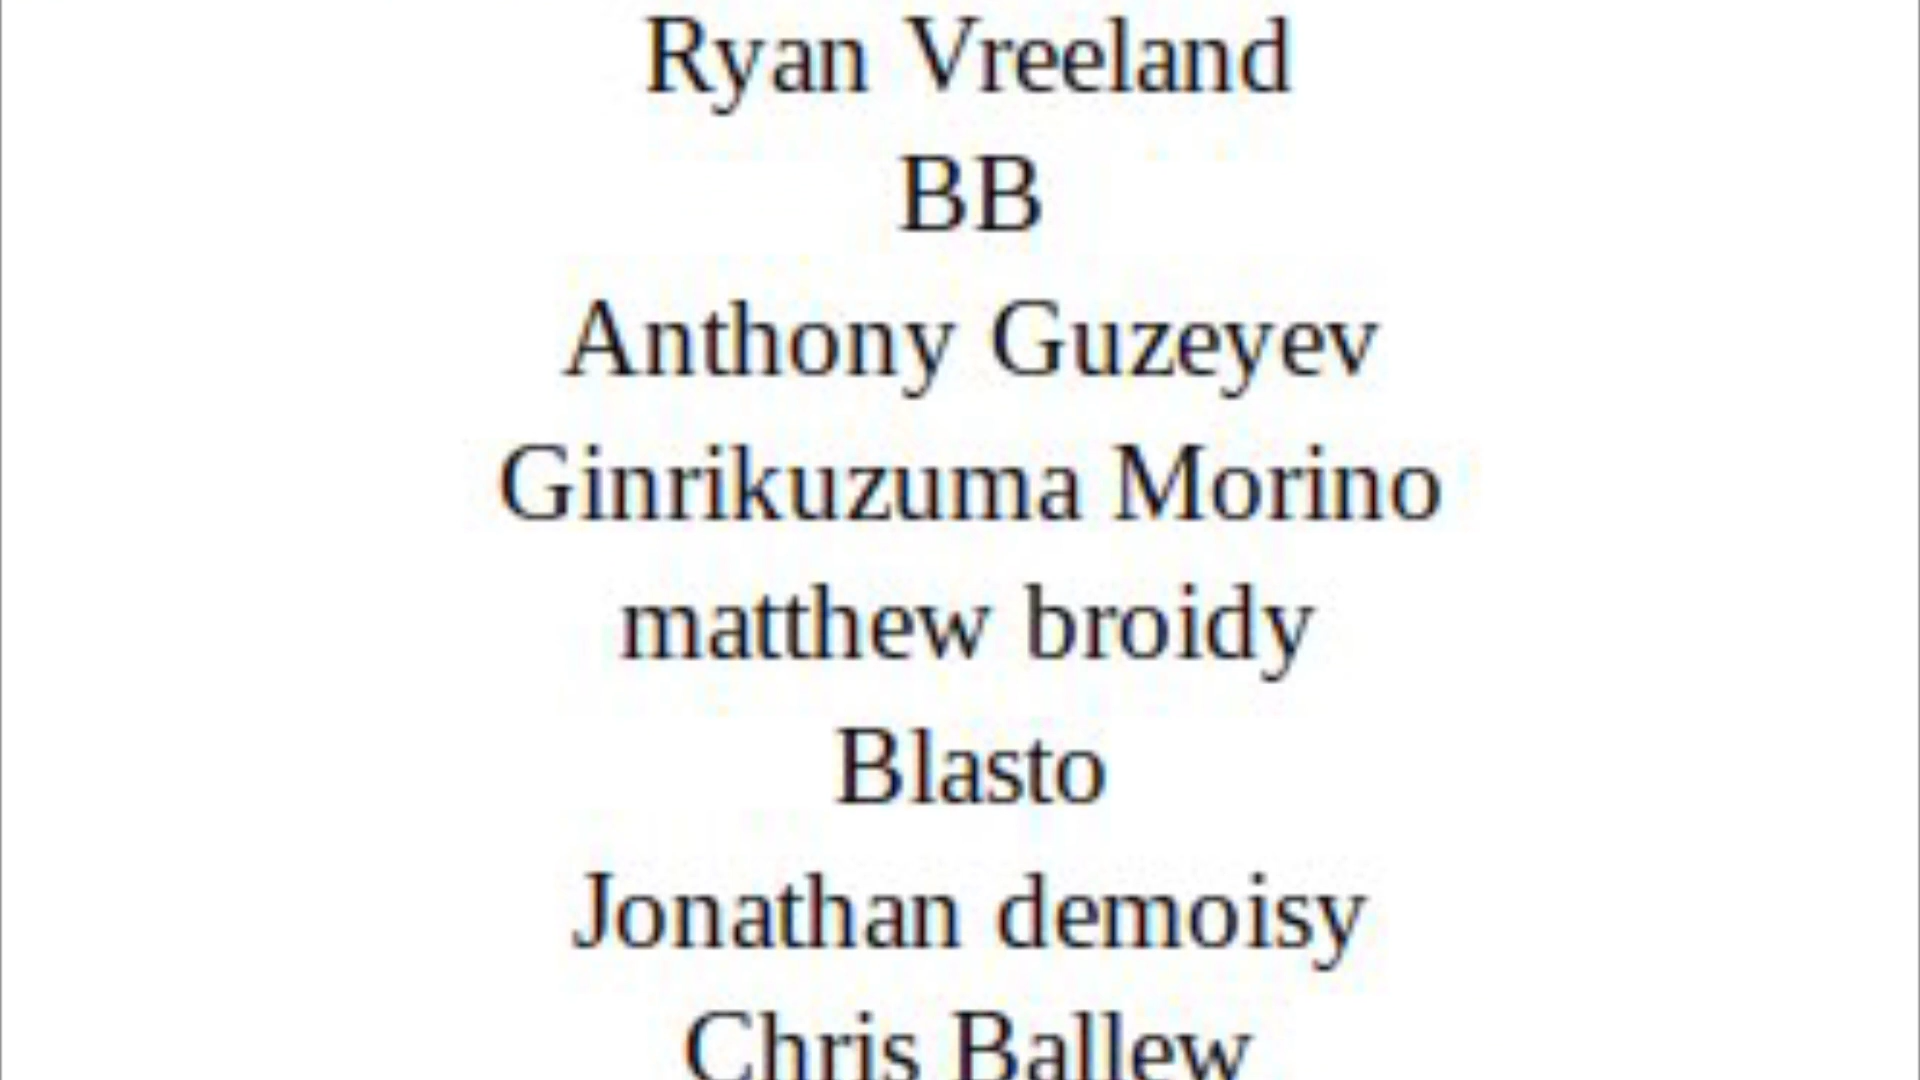 Ryan Vreeland
BB
Anthony Guzeyev
Ginrikuzuma Morino
matthew broidy
Blasto
Jonathan demoisy
Chris Ballew